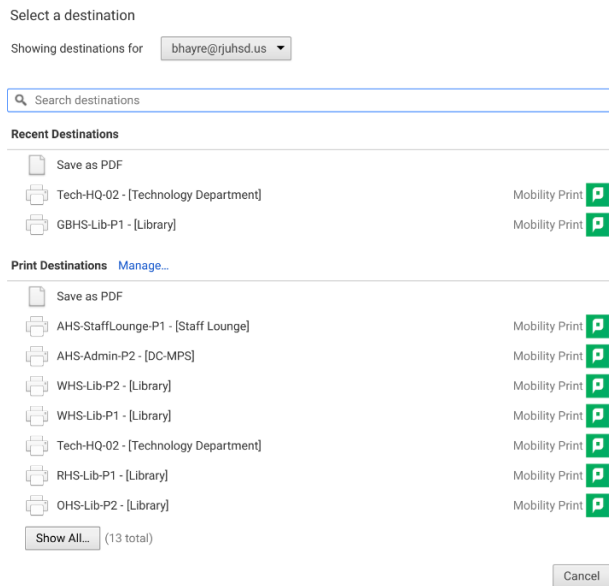 Select a destination
Showing destinations for bhayre@rjuhsd.us
Search destinations
Recent Destinations
Save as PDF
Tech-HQ-02 - [Technology Department] Mobility Print
GBHS-Lib-P1 - [Library] Mobility Print
Print Destinations Manage...
Save as PDF
AHS-StaffLounge-P1 - [Staff Lounge] Mobility Print
AHS-Admin-P2 - [DC-MPS] Mobility Print
WHS-Lib-P2 - [Library] Mobility Print
WHS-Lib-P1 - [Library] Mobility Print
Tech-HQ-02 - [Technology Department] Mobility Print
RHS-Lib-P1 - [Library] Mobility Print
OHS-Lib-P2 - [Library] Mobility Print
Show All... (13 total)
Cancel